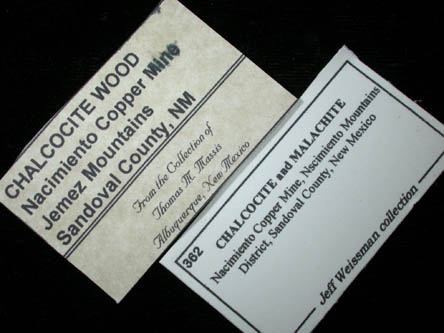 CHALCOCITE WOOD
Nacimiento Copper Mine
Jemez Mountains
Sandoval County, NM
From the Collection of
Thomas M. Massis
Albuquerque, New Mexico
362
CHALCOCITE and MALACHITE
Nacimiento Copper Mine, Nacimiento Mountains
District, Sandoval County, New Mexico
Jeff Weissman collection